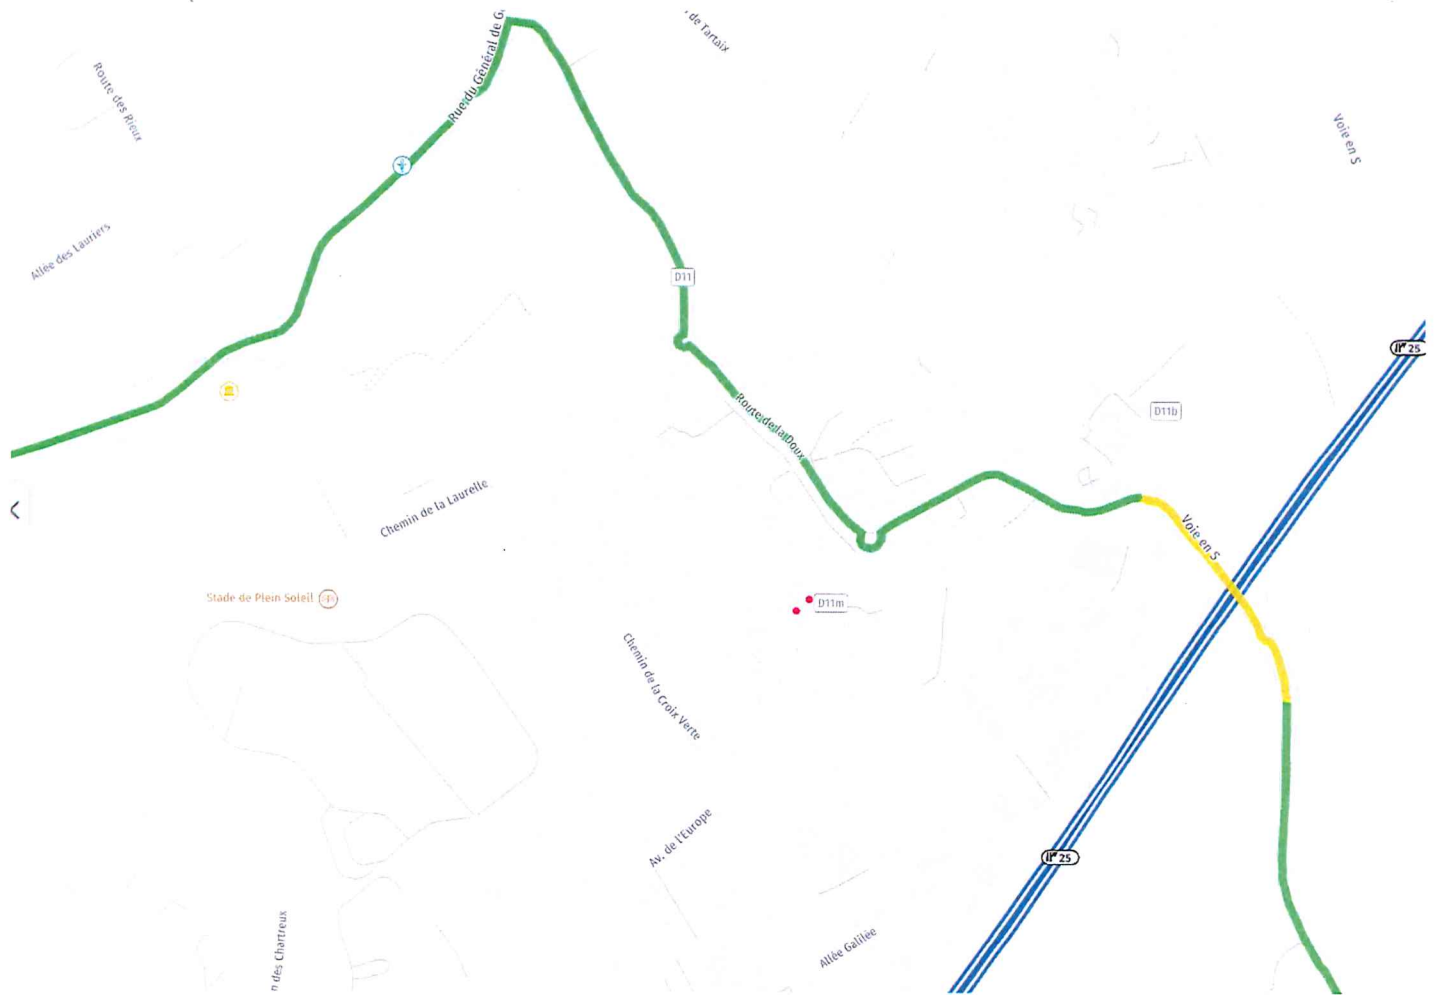 Rue du Général de G
de Tartaix
Route des Rieux
Voie en S
Allée des Lauriers
D11
25
D11b
Route de la Doux
Chemin de la Laurelle
Voie en S
Stade de Plein Soleil
D11m
Chemin de la Croix Verte
Av. de l'Europe
25
n des Chartreux
Allée Galilée